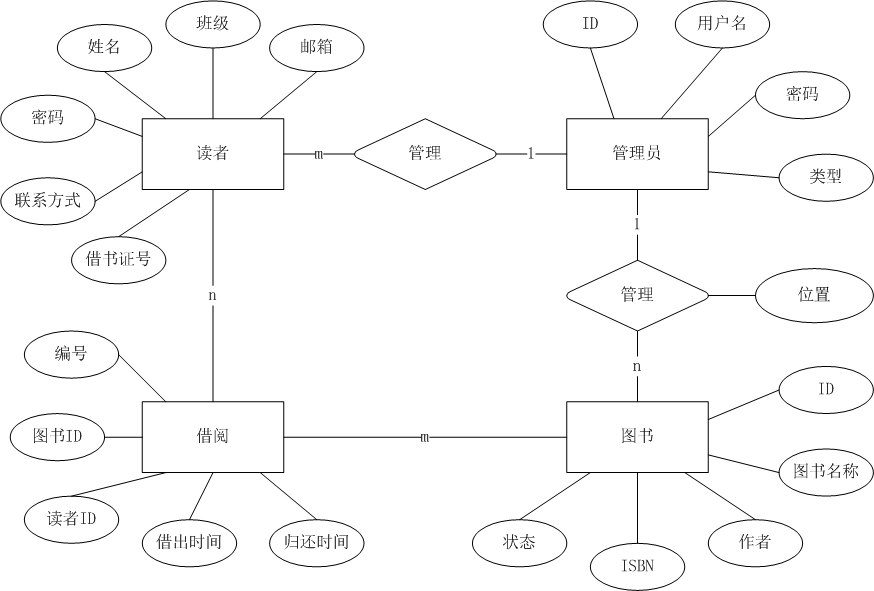 班级
ID
用户名
姓名
邮箱
密码
密码
读者
m
管理
1
管理员
类型
联系方式
借书证号
1
n
管理
位置
编号
n
ID
图书ID
借阅
m
图书
图书名称
读者ID
借出时间
归还时间
状态
ISBN
作者